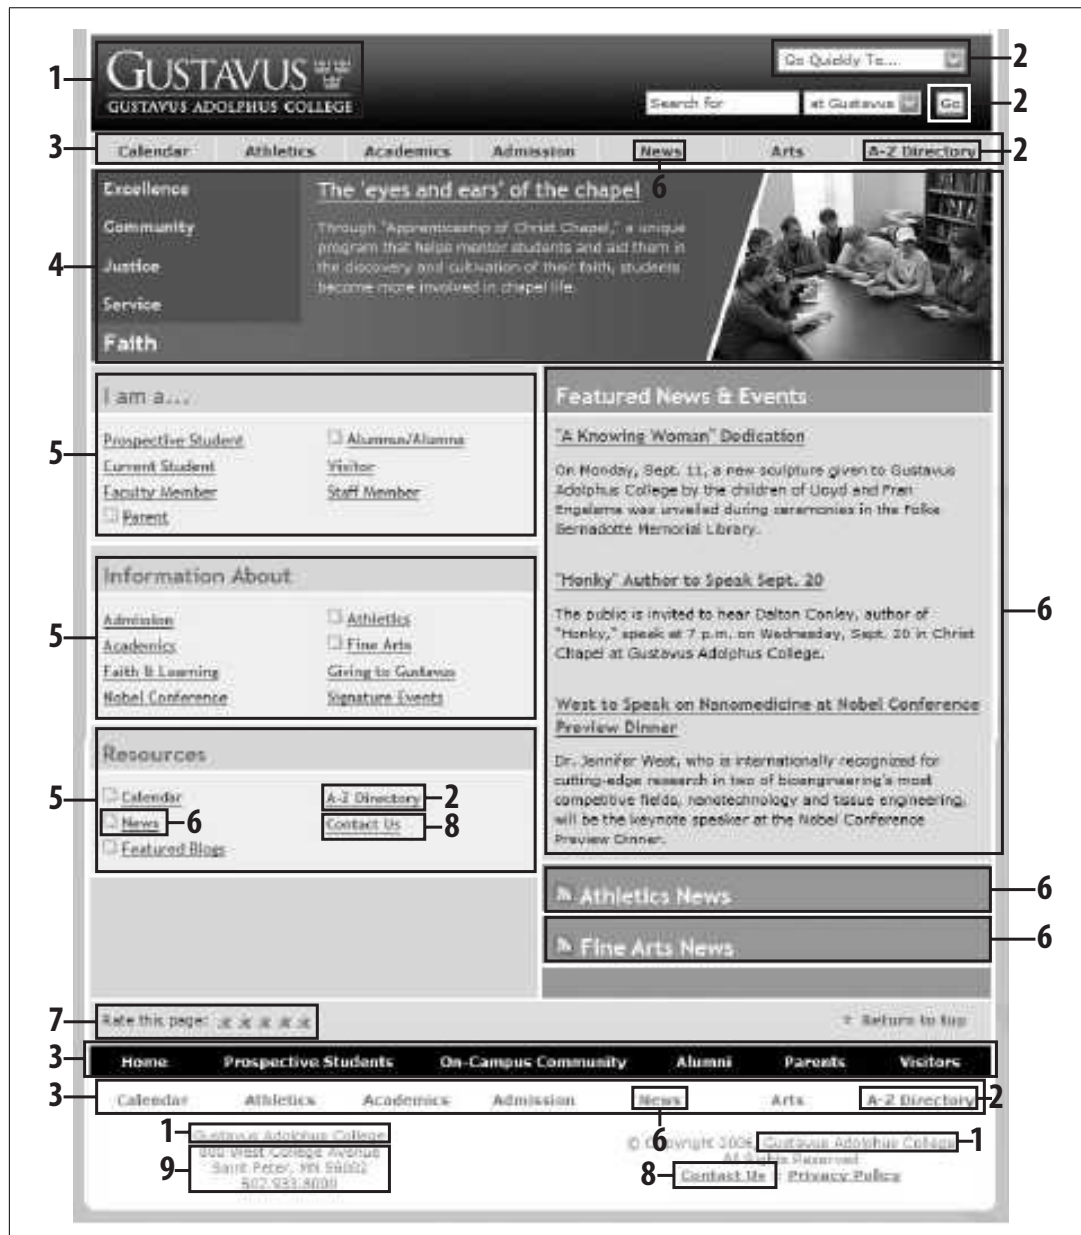 GUSTAVUS
GUSTAVUS ADOLPHUS COLLEGE
1
Go Quickly To...
2
Search for
at Gustavus
Go
2
3
Calendar Athletics Academics Admission News Arts A-Z Directory
2
6
4
Excellence
Community
Justice
Service
Faith
The 'eyes and ears' of the chapel
Through "Apprenticeship of Christ Chapel," a unique
program that helps mentor students and aid them in
the discovery and cultivation of their faith, students
become more involved in chapel life.
I am a...
5
Prospective Student
Current Student
Faculty Member
Parent
Alumnus/Alumna
Visitor
Staff Member
Information About
5
Admission
Academics
Faith & Learning
Nobel Conference
Athletics
Fine Arts
Giving to Gustavus
Signature Events
Resources
5
Calendar
News
6
Featured Blogs
A-Z Directory
2
Contact Us
8
Featured News & Events
"A Knowing Woman" Dedication
On Monday, Sept. 11, a new sculpture given to Gustavus
Adolphus College by the children of Lloyd and Fran
Engelsma was unveiled during ceremonies in the Folke
Bernadotte Memorial Library.
"Honky" Author to Speak Sept. 20
The public is invited to hear Dalton Conley, author of
"Honky," speak at 7 p.m. on Wednesday, Sept. 20 in Christ
Chapel at Gustavus Adolphus College.
6
West to Speak on Nanomedicine at Nobel Conference
Preview Dinner
Dr. Jennifer West, who is internationally recognized for
cutting-edge research in two of bioengineering's most
competitive fields, nanotechnology and tissue engineering,
will be the keynote speaker at the Nobel Conference
Preview Dinner.
Athletics News
6
Fine Arts News
6
7
Rate this page:
Return to top
3
Home Prospective Students On-Campus Community Alumni Parents Visitors
3
Calendar Athletics Academics Admission News Arts A-Z Directory
2
6
1
Gustavus Adolphus College
9
800 West College Avenue
Saint Peter, MN 56082
507.933.8000
© Copyright 2006, Gustavus Adolphus College
1
All Rights Reserved
8
Contact Us Privacy Policy